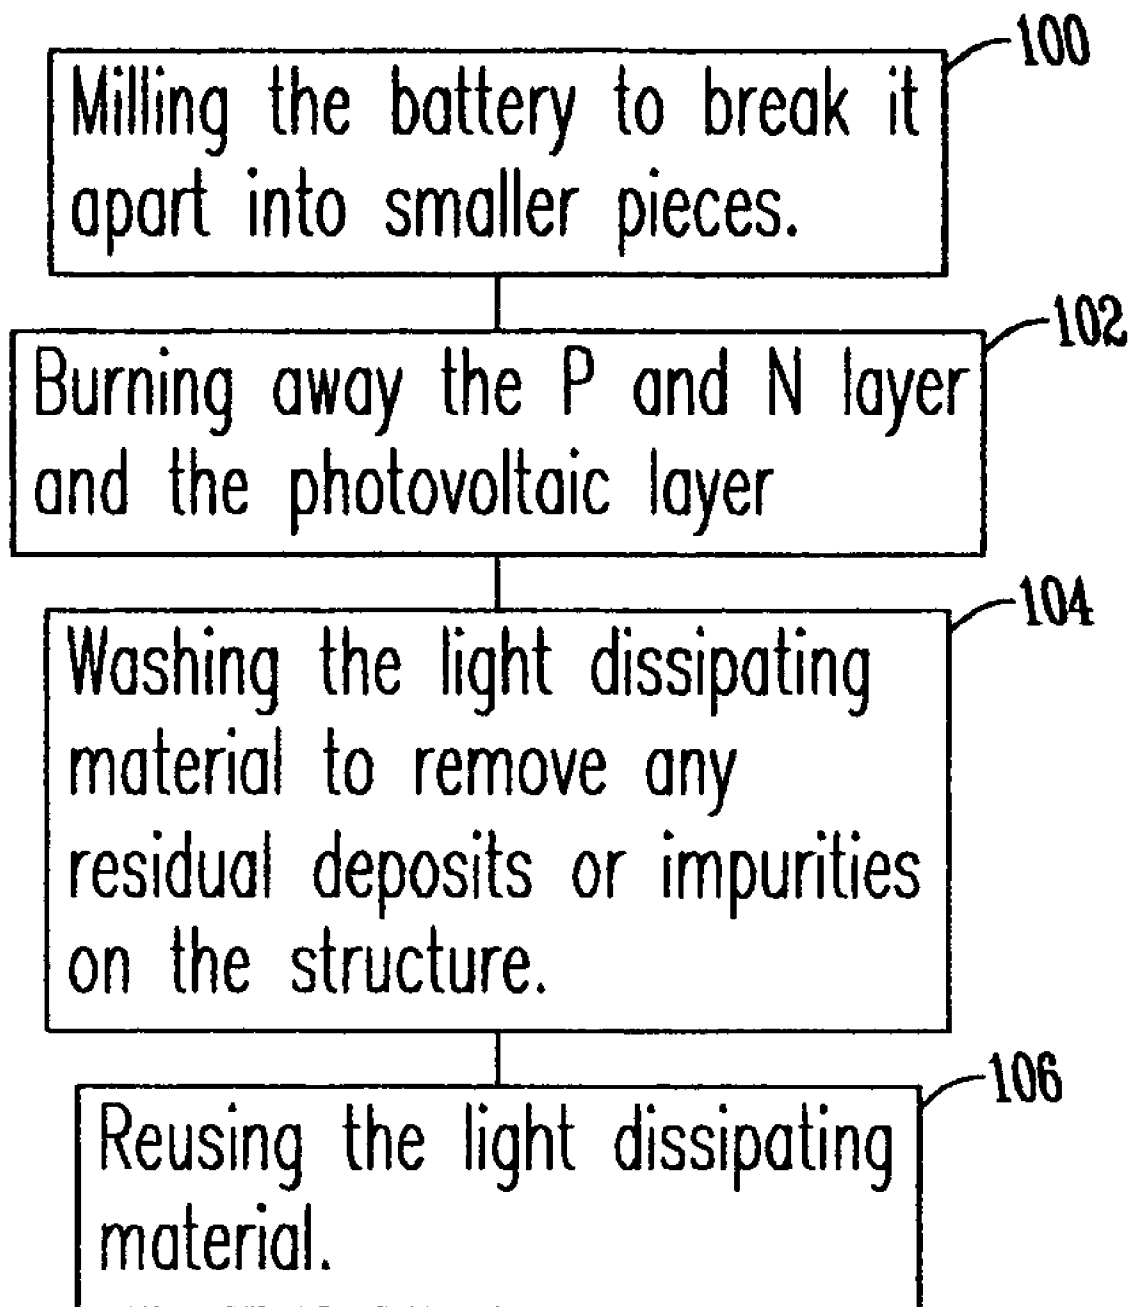 100
Milling the battery to break it
apart into smaller pieces.
102
Burning away the P and N layer
and the photovoltaic layer
104
Washing the light dissipating
material to remove any
residual deposits or impurities
on the structure.
106
Reusing the light dissipating
material.